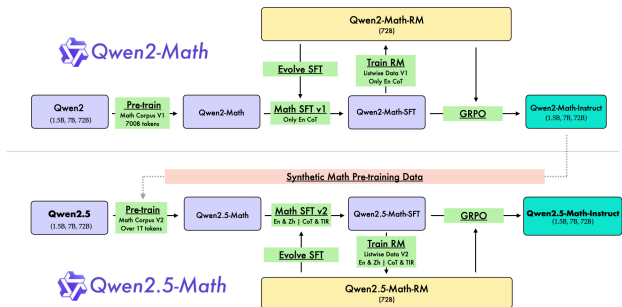 Qwen2-Math-RM
(72B)
Qwen2-Math
Evolve SFT
Train RM
Listwise Data V1
Only En CoT
Qwen2
(1.5B, 7B, 72B)
Pre-train
Math Corpus V1
700B tokens
Qwen2-Math
Math SFT v1
Only En CoT
Qwen2-Math-SFT
GRPO
Qwen2-Math-Instruct
(1.5B, 7B, 72B)
Synthetic Math Pre-training Data
Qwen2.5
(1.5B, 7B, 72B)
Pre-train
Math Corpus V2
Over 1T tokens
Qwen2.5-Math
Math SFT v2
En & Zh | CoT & TIR
Qwen2.5-Math-SFT
GRPO
Qwen2.5-Math-Instruct
(1.5B, 7B, 72B)
Evolve SFT
Train RM
Listwise Data V2
En & Zh | CoT & TIR
Qwen2.5-Math
Qwen2.5-Math-RM
(72B)